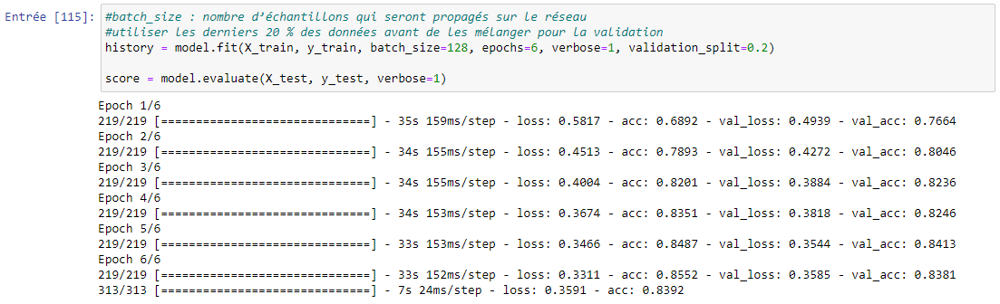 Entrée [115]: #batch_size : nombre d’échantillons qui seront propagés sur le réseau
#utiliser les derniers 20 % des données avant de les mélanger pour la validation
history = model.fit(X_train, y_train, batch_size=128, epochs=6, verbose=1, validation_split=0.2)
score = model.evaluate(X_test, y_test, verbose=1)
Epoch 1/6
219/219 [==============================] - 35s 159ms/step - loss: 0.5817 - acc: 0.6892 - val_loss: 0.4939 - val_acc: 0.7664
Epoch 2/6
219/219 [==============================] - 34s 155ms/step - loss: 0.4513 - acc: 0.7893 - val_loss: 0.4272 - val_acc: 0.8046
Epoch 3/6
219/219 [==============================] - 34s 155ms/step - loss: 0.4004 - acc: 0.8201 - val_loss: 0.3884 - val_acc: 0.8236
Epoch 4/6
219/219 [==============================] - 34s 153ms/step - loss: 0.3674 - acc: 0.8351 - val_loss: 0.3818 - val_acc: 0.8246
Epoch 5/6
219/219 [==============================] - 33s 153ms/step - loss: 0.3466 - acc: 0.8487 - val_loss: 0.3544 - val_acc: 0.8413
Epoch 6/6
219/219 [==============================] - 33s 152ms/step - loss: 0.3311 - acc: 0.8552 - val_loss: 0.3585 - val_acc: 0.8381
313/313 [==============================] - 7s 24ms/step - loss: 0.3591 - acc: 0.8392